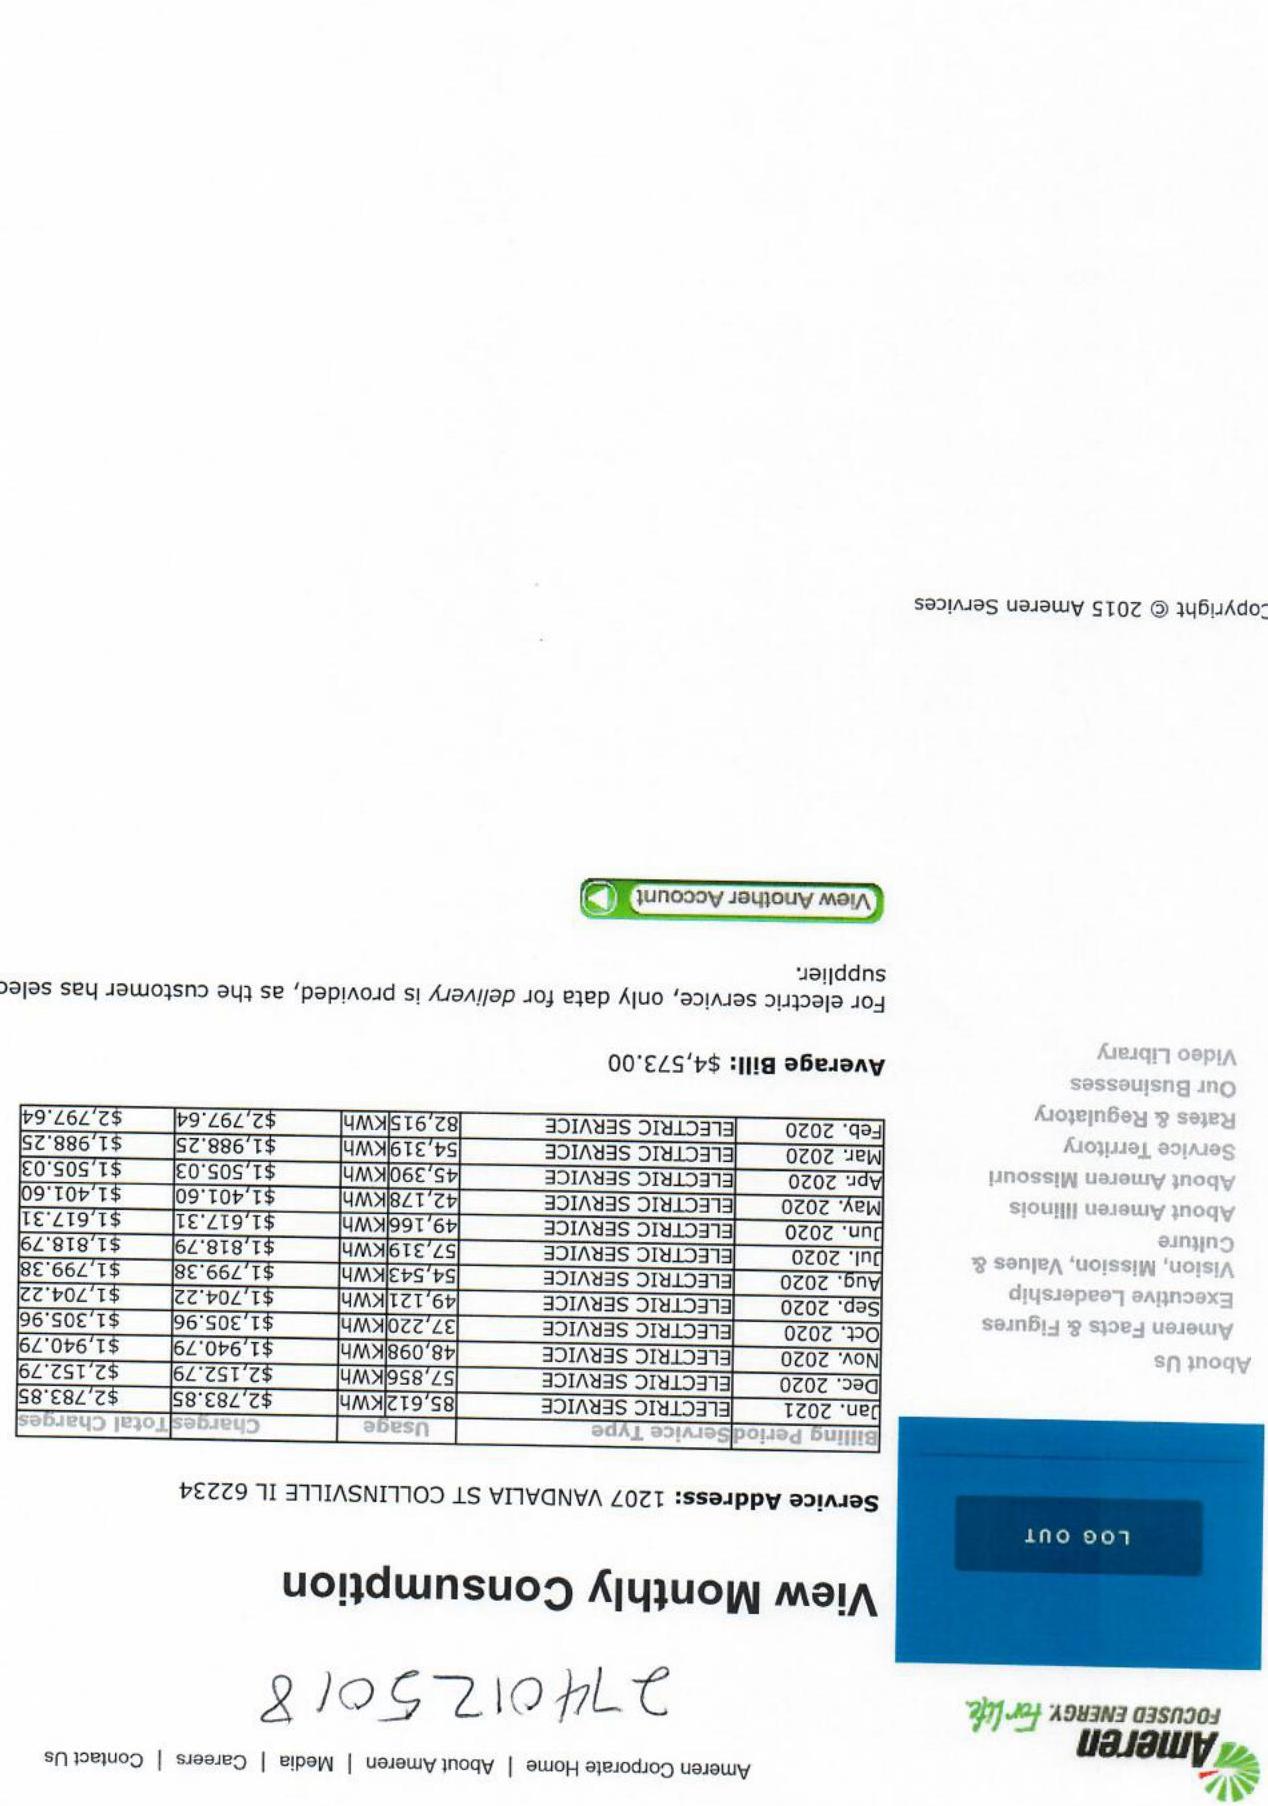 Ameren
FOCUSED ENERGY. For Life.
Ameren Corporate Home | About Ameren | Media | Careers | Contact Us
2740125018
LOG OUT
About Us
Ameren Facts & Figures
Executive Leadership
Vision, Mission, Values &
Culture
About Ameren Illinois
About Ameren Missouri
Service Territory
Rates & Regulatory
Our Businesses
Video Library
View Monthly Consumption
Service Address: 1207 VANDALIA ST COLLINSVILLE IL 62234
Billing Period Service Type Usage Charges Total Charges
Jan. 2021 ELECTRIC SERVICE 85,612 KWh $2,783.85 $2,783.85
Dec. 2020 ELECTRIC SERVICE 57,856 KWh $2,152.79 $2,152.79
Nov. 2020 ELECTRIC SERVICE 48,098 KWh $1,940.79 $1,940.79
Oct. 2020 ELECTRIC SERVICE 37,220 KWh $1,305.96 $1,305.96
Sep. 2020 ELECTRIC SERVICE 49,121 KWh $1,704.22 $1,704.22
Aug. 2020 ELECTRIC SERVICE 54,543 KWh $1,799.38 $1,799.38
Jul. 2020 ELECTRIC SERVICE 57,319 KWh $1,818.79 $1,818.79
Jun. 2020 ELECTRIC SERVICE 49,166 KWh $1,617.31 $1,617.31
May. 2020 ELECTRIC SERVICE 42,178 KWh $1,401.60 $1,401.60
Apr. 2020 ELECTRIC SERVICE 45,390 KWh $1,505.03 $1,505.03
Mar. 2020 ELECTRIC SERVICE 54,319 KWh $1,988.25 $1,988.25
Feb. 2020 ELECTRIC SERVICE 82,915 KWh $2,797.64 $2,797.64
Average Bill: $4,573.00
For electric service, only data for delivery is provided, as the customer has selec
supplier.
View Another Account
Copyright © 2015 Ameren Services